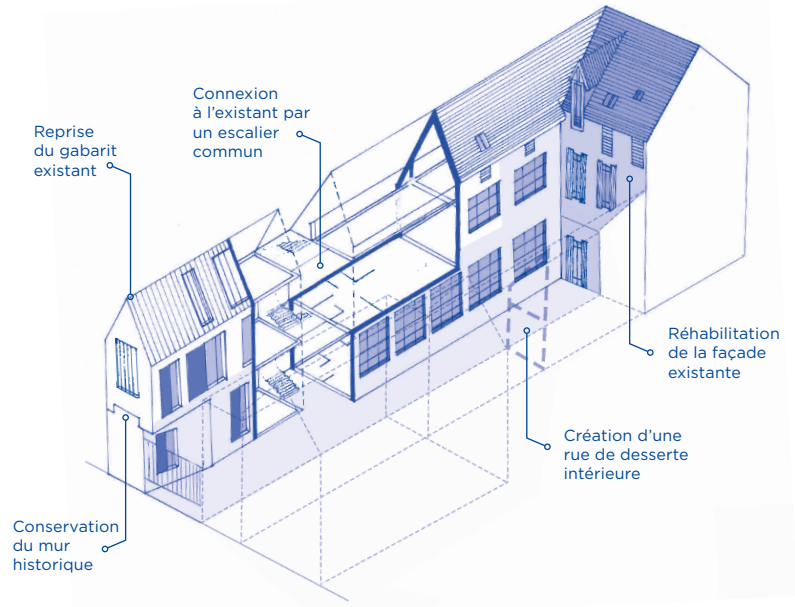 Connexion
à l'existant par
un escalier
commun
Reprise
du gabarit
existant
Réhabilitation
de la façade
existante
Création d'une
rue de desserte
intérieure
Conservation
du mur
historique